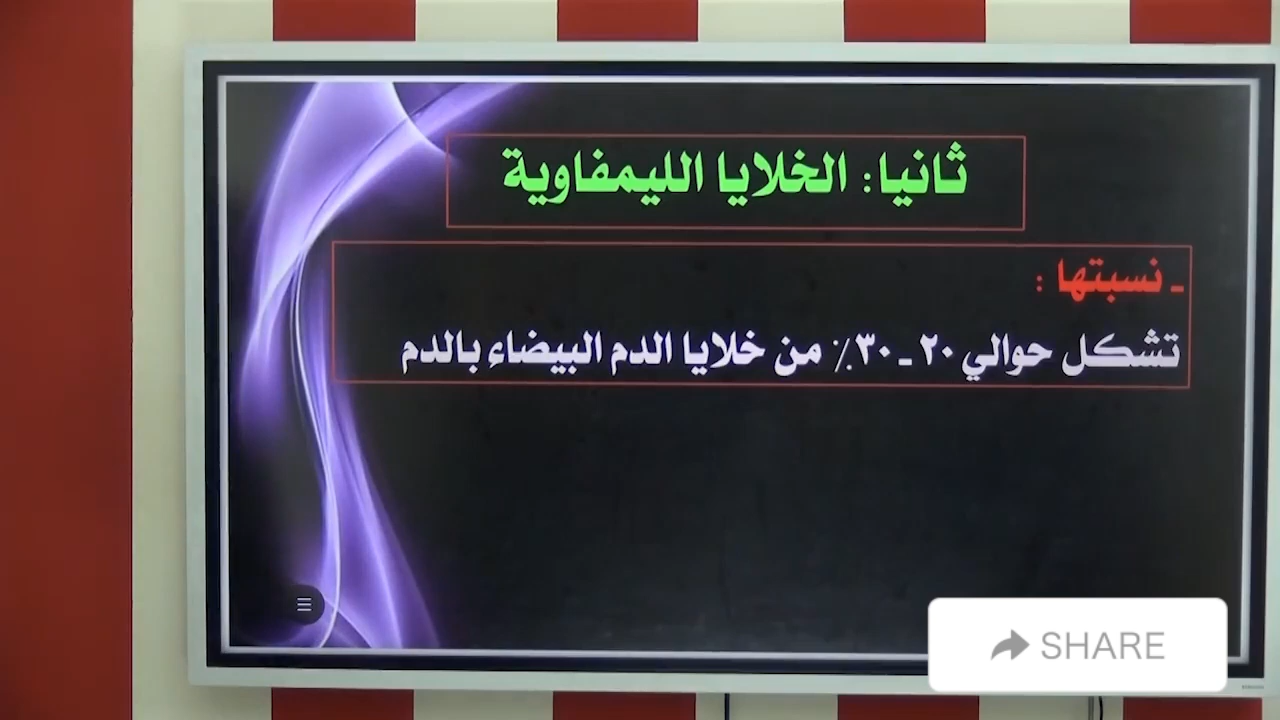 ثانيا: الخلايا الليمفاوية
ـ نسبتها :
تشكل حوالي ٢٠ ـ ٣٠٪ من خلايا الدم البيضاء بالدم
SHARE